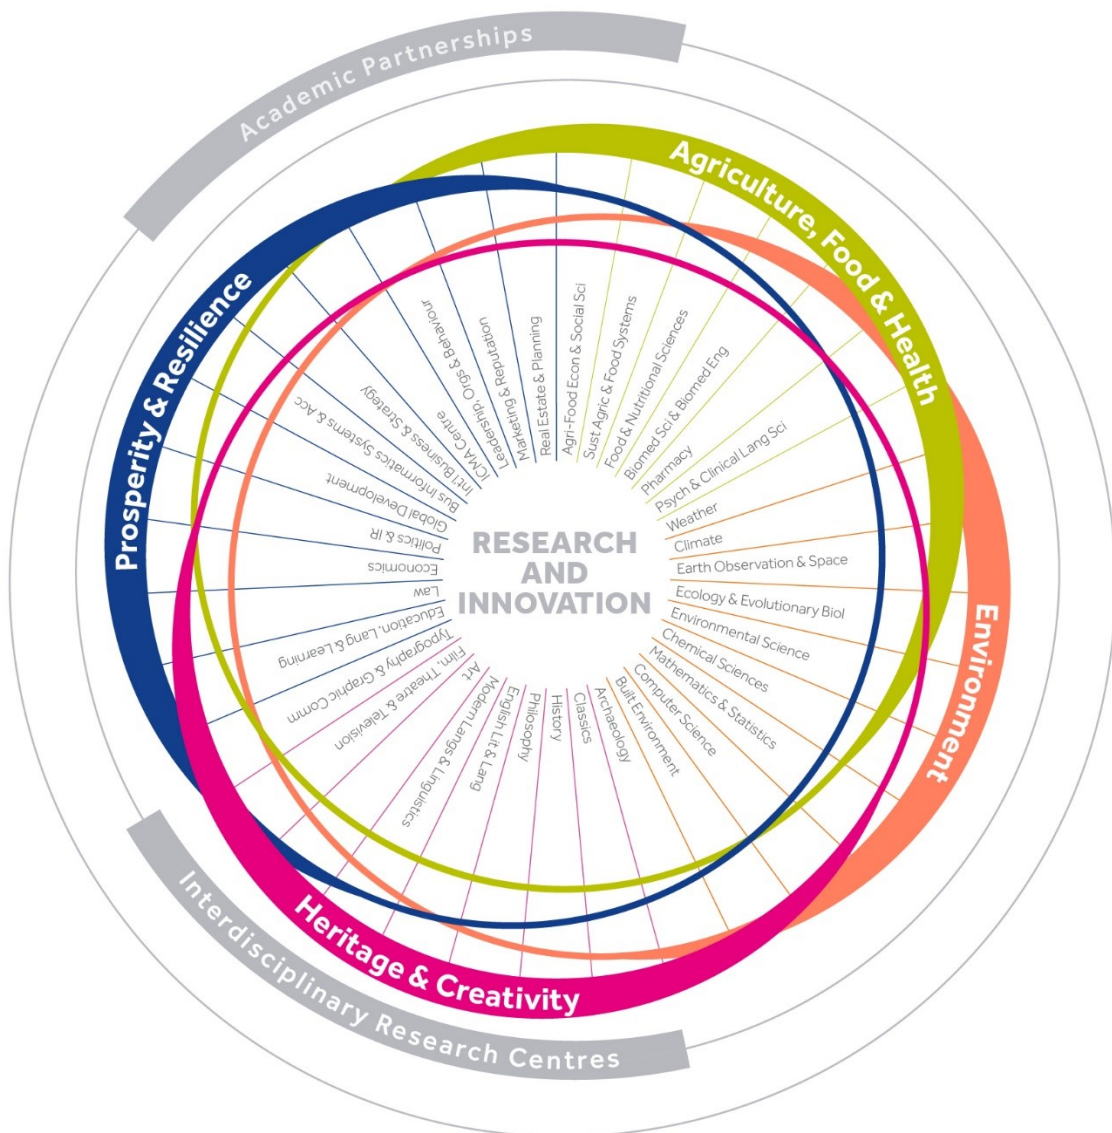 Academic Partnerships
Agriculture, Food & Health
Prosperity & Resilience
Environment
Heritage & Creativity
Interdisciplinary Research Centres
RESEARCH
AND
INNOVATION
Agri-Food Econ & Social Sci
Sust Agric & Food Systems
Food & Nutritional Sciences
Biomed Sci & Biomed Eng
Pharmacy
Psych & Clinical Lang Sci
Weather
Climate
Earth Observation & Space
Ecology & Evolutionary Biol
Environmental Science
Chemical Sciences
Mathematics & Statistics
Computer Science
Built Environment
Archaeology
Classics
History
Philosophy
English Lit & Lang
Modern Langs & Linguistics
Art
Film, Theatre & Television
Typography & Graphic Comm
Education, Lang & Learning
Law
Economics
Politics & IR
Global Development
Bus Informatics Systems & Acc
Int'l Business & Strategy
ICMA Centre
Leadership, Orgs & Behaviour
Marketing & Reputation
Real Estate & Planning